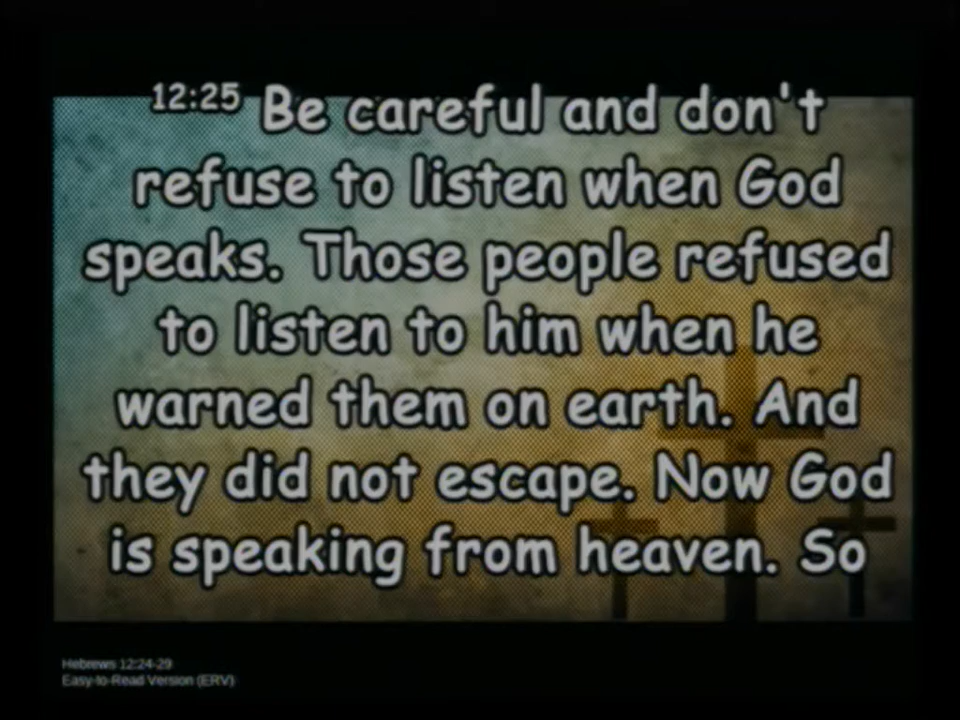 12:25 Be careful and don't
refuse to listen when God
speaks. Those people refused
to listen to him when he
warned them on earth. And
they did not escape. Now God
is speaking from heaven. So
Hebrews 12:24-29
Easy-to-Read Version (ERV)